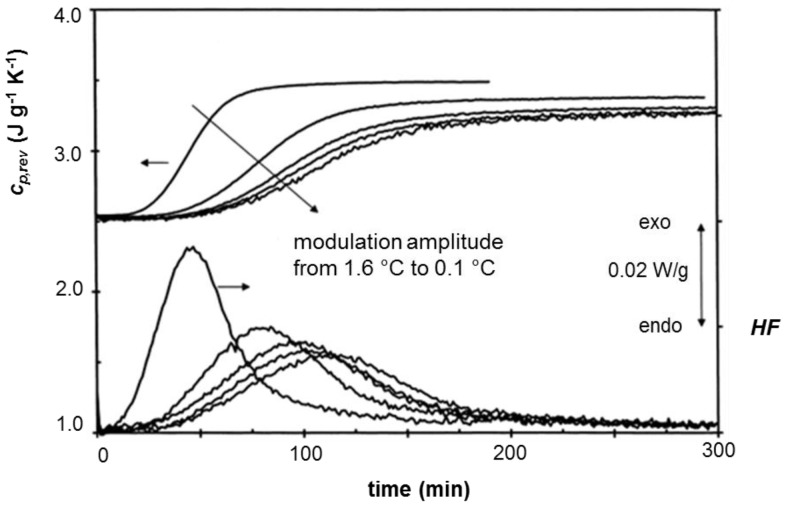 4.0
3.0
2.0
1.0
c_p,rev (J g⁻¹ K⁻¹)
modulation amplitude
from 1.6 °C to 0.1 °C
exo
0.02 W/g
endo
HF
0
100
200
300
time (min)